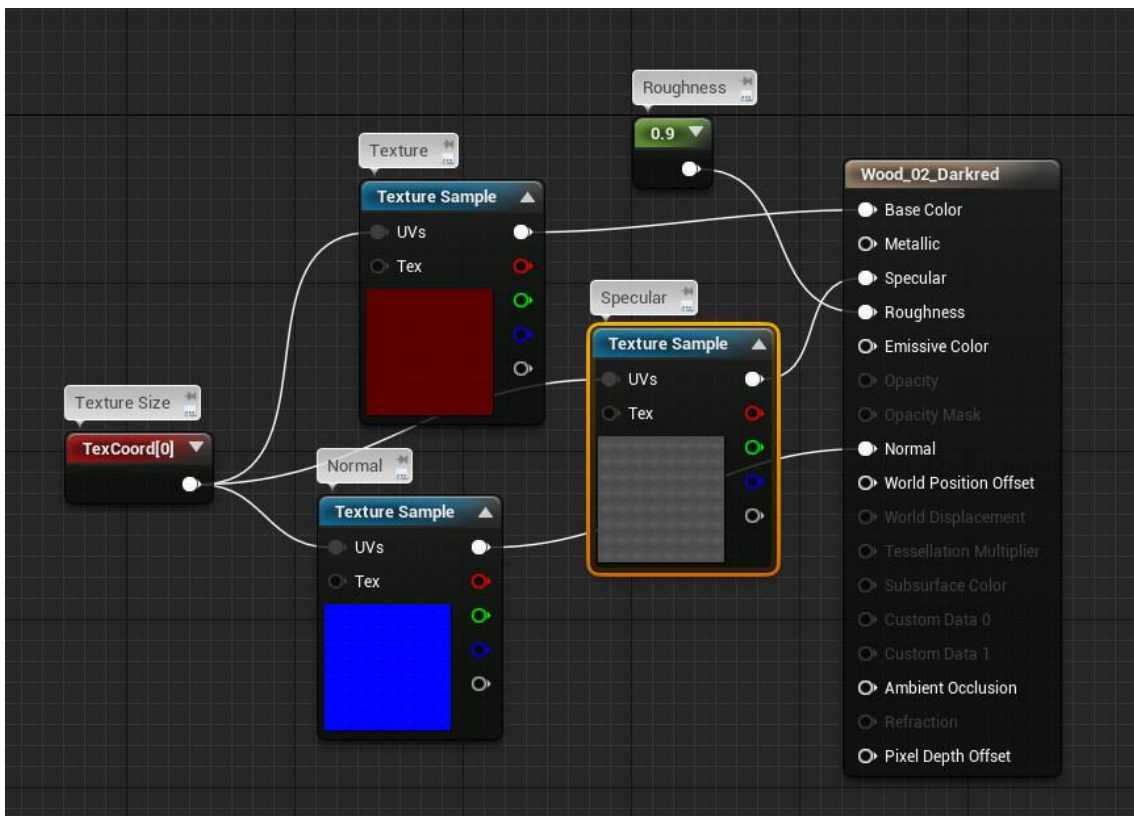 Roughness
0.9
Texture
Texture Sample
UVs
Tex
Specular
Texture Sample
UVs
Tex
Texture Size
TexCoord[0]
Normal
Texture Sample
UVs
Tex
Wood_02_Darkred
Base Color
Metallic
Specular
Roughness
Emissive Color
Opacity
Opacity Mask
Normal
World Position Offset
World Displacement
Tessellation Multiplier
Subsurface Color
Custom Data 0
Custom Data 1
Ambient Occlusion
Refraction
Pixel Depth Offset